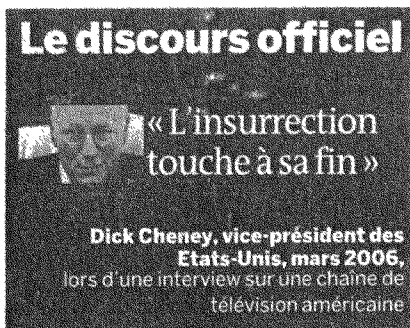 Le discours officiel
« L'insurrection
touche à sa fin »
Dick Cheney, vice-président des
Etats-Unis, mars 2006,
lors d'une interview sur une chaîne de
télévision américaine